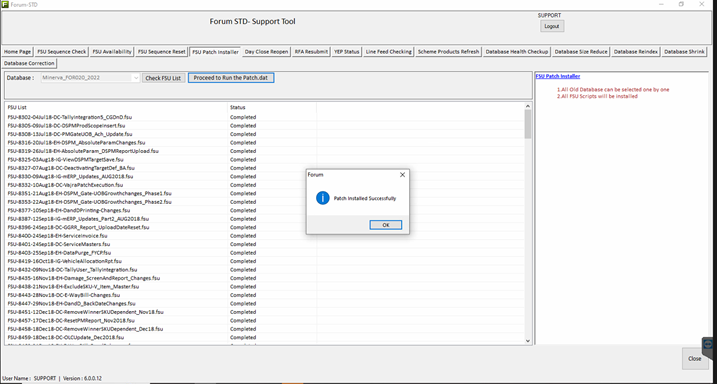 Forum-STD
Forum STD- Support Tool
SUPPORT
Logout
Home Page
FSU Sequence Check
FSU Availability
FSU Sequence Reset
FSU Patch Installer
Day Close Reopen
RFA Resubmit
YEP Status
Line Feed Checking
Scheme Products Refresh
Database Health Checkup
Database Size Reduce
Database Reindex
Database Shrink
Database Correction
Database :
Minerva_FOR020_2022
Check FSU List
Proceed to Run the Patch.dat
FSU Patch Installer
1.All Old Database can be selected one by one
2.All FSU Scripts will be installed
FSU List Status
FSU-8302-04Jul18-DC-TallyIntegration5_CGDnD.fsu Completed
FSU-8305-09Jul18-DC-DSPMProdScopeInsert.fsu Completed
FSU-8308-13Jul18-DC-PMGateUOB_Ach_Update.fsu Completed
FSU-8316-20Jul18-EH-DSPM_AbsoluteParamChanges.fsu Completed
FSU-8319-26Jul18-EH-AbsoluteParam_DSPMReportUpload.fsu Completed
FSU-8325-03Aug18-IG-ViewDSPMTargetSave.fsu Completed
FSU-8327-07Aug18-DC-DeactivatingTargetDef_BA.fsu Completed
FSU-8330-09Aug18-IG-mERP_Updates_AUG2018.fsu Completed
FSU-8332-10Aug18-DC-VajraPatchExecution.fsu Completed
FSU-8351-21Aug18-EH-DSPM_Gate-UOBGrowthchanges_Phase1.fsu Completed
FSU-8353-22Aug18-EH-DSPM_Gate-UOBGrowthchanges_Phase2.fsu Completed
FSU-8377-10Sep18-EH-DandDPrinting-Changes.fsu Completed
FSU-8387-12Sep18-IG-mERP_Updates_Part2_AUG2018.fsu Completed
FSU-8396-24Sep18-DC-GGRR_Report_UploadDateReset.fsu Completed
FSU-8400-24Sep18-EH-ServiceInvoice.fsu Completed
FSU-8401-24Sep18-DC-ServiceMasters.fsu Completed
FSU-8403-25Sep18-EH-DataPurge_FYCP.fsu Completed
FSU-8419-16Oct18-IG-VehicleAllocationRpt.fsu Completed
FSU-8432-09Nov18-DC-TallyUser_TallyIntegration.fsu Completed
FSU-8435-16Nov18-EH-Damage_ScreenAndReport_Changes.fsu Completed
FSU-8438-21Nov18-EH-ExcludeSKU-V_Item_Master.fsu Completed
FSU-8443-28Nov18-DC-E-WayBill-Changes.fsu Completed
FSU-8447-29Nov18-EH-DandD_BackDateChanges.fsu Completed
FSU-8451-12Dec18-DC-RemoveWinnerSKUDependent_Nov18.fsu Completed
FSU-8457-17Dec18-DC-ResetPMReport_Nov2018.fsu Completed
FSU-8458-18Dec18-DC-RemoveWinnerSKUDependent_Dec18.fsu Completed
FSU-8459-18Dec18-DC-OLCUpdate_Dec2018.fsu Completed
Forum
Patch Installed Successfully
OK
Close
User Name : SUPPORT | Version : 6.0.0.12